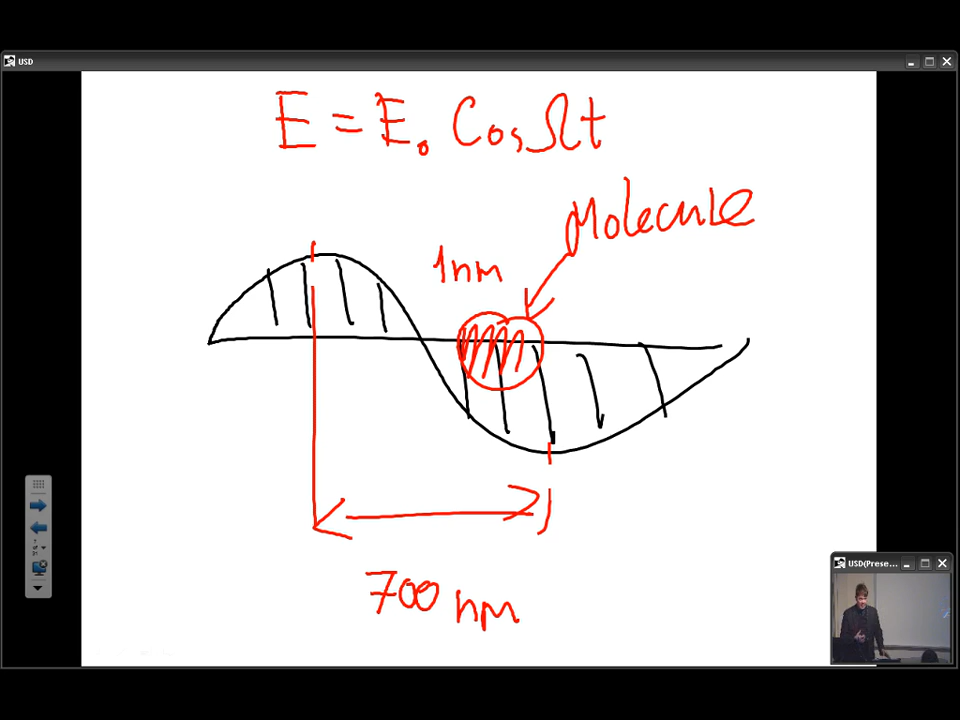 USD
E = E₀ Cos Ωt
Molecule
1nm
700 nm
USD(Prese...